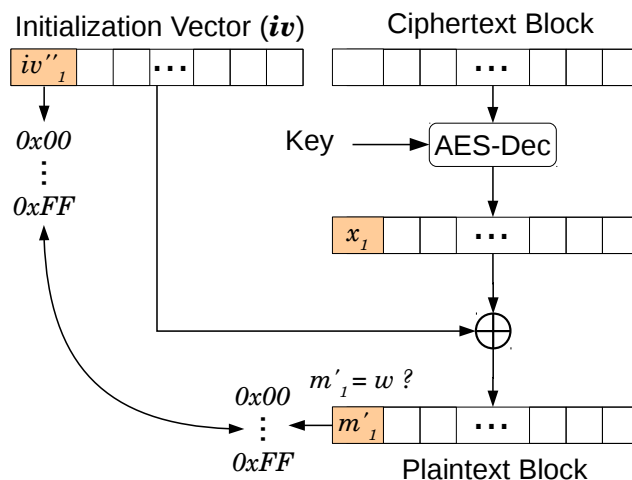 Initialization Vector (iv)
Ciphertext Block
iv''₁ ...
...
0x00
⋮
0xFF
Key
AES-Dec
x₁ ...
m'₁ = w ?
0x00
⋮
0xFF
m'₁ ...
Plaintext Block